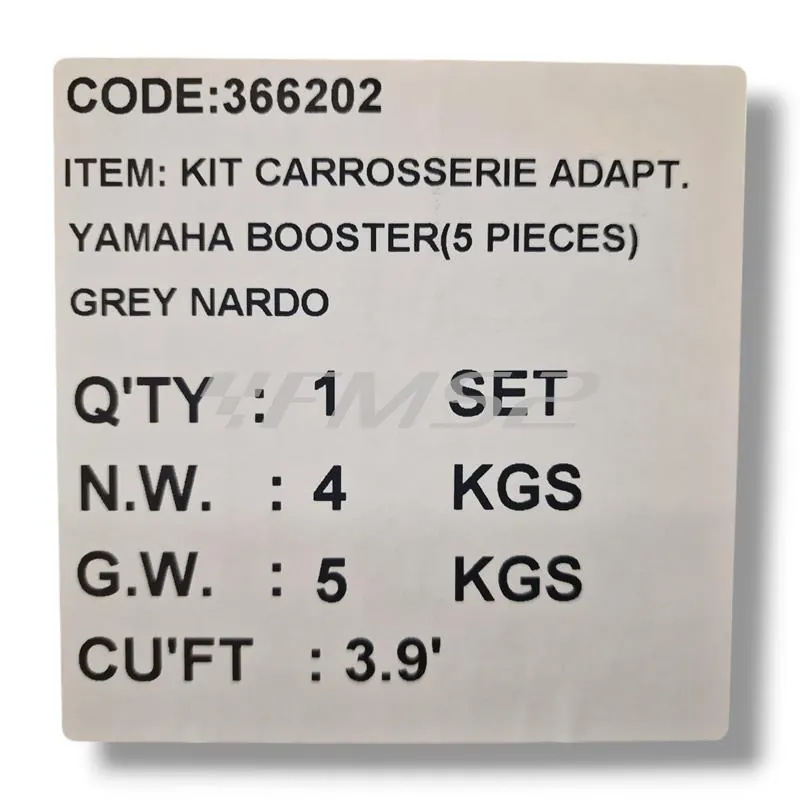 CODE:366202
ITEM: KIT CARROSSERIE ADAPT.
YAMAHA BOOSTER(5 PIECES)
GREY NARDO
Q'TY : 1 SET
N.W. : 4 KGS
G.W. : 5 KGS
CU'FT : 3.9'